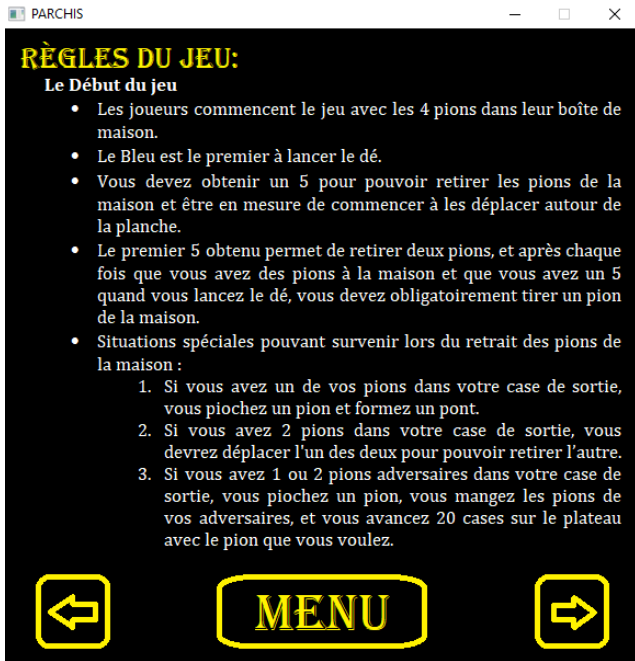 PARCHIS
RÈGLES DU JEU:
Le Début du jeu
• Les joueurs commencent le jeu avec les 4 pions dans leur boîte de
maison.
• Le Bleu est le premier à lancer le dé.
• Vous devez obtenir un 5 pour pouvoir retirer les pions de la
maison et être en mesure de commencer à les déplacer autour de
la planche.
• Le premier 5 obtenu permet de retirer deux pions, et après chaque
fois que vous avez des pions à la maison et que vous avez un 5
quand vous lancez le dé, vous devez obligatoirement tirer un pion
de la maison.
• Situations spéciales pouvant survenir lors du retrait des pions de
la maison :
1. Si vous avez un de vos pions dans votre case de sortie,
vous piochez un pion et formez un pont.
2. Si vous avez 2 pions dans votre case de sortie, vous
devrez déplacer l'un des deux pour pouvoir retirer l'autre.
3. Si vous avez 1 ou 2 pions adversaires dans votre case de
sortie, vous piochez un pion, vous mangez les pions de
vos adversaires, et vous avancez 20 cases sur le plateau
avec le pion que vous voulez.
MENU